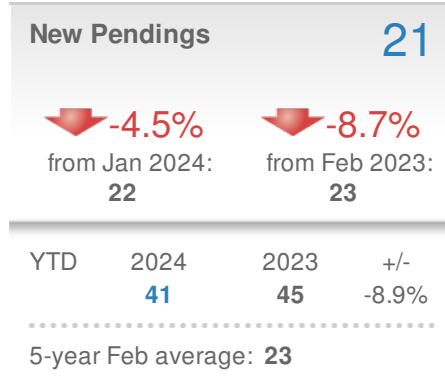 New Pendings 21
-4.5% -8.7%
from Jan 2024: from Feb 2023:
22 23
YTD 2024 2023 +/-
41 45 -8.9%
5-year Feb average: 23